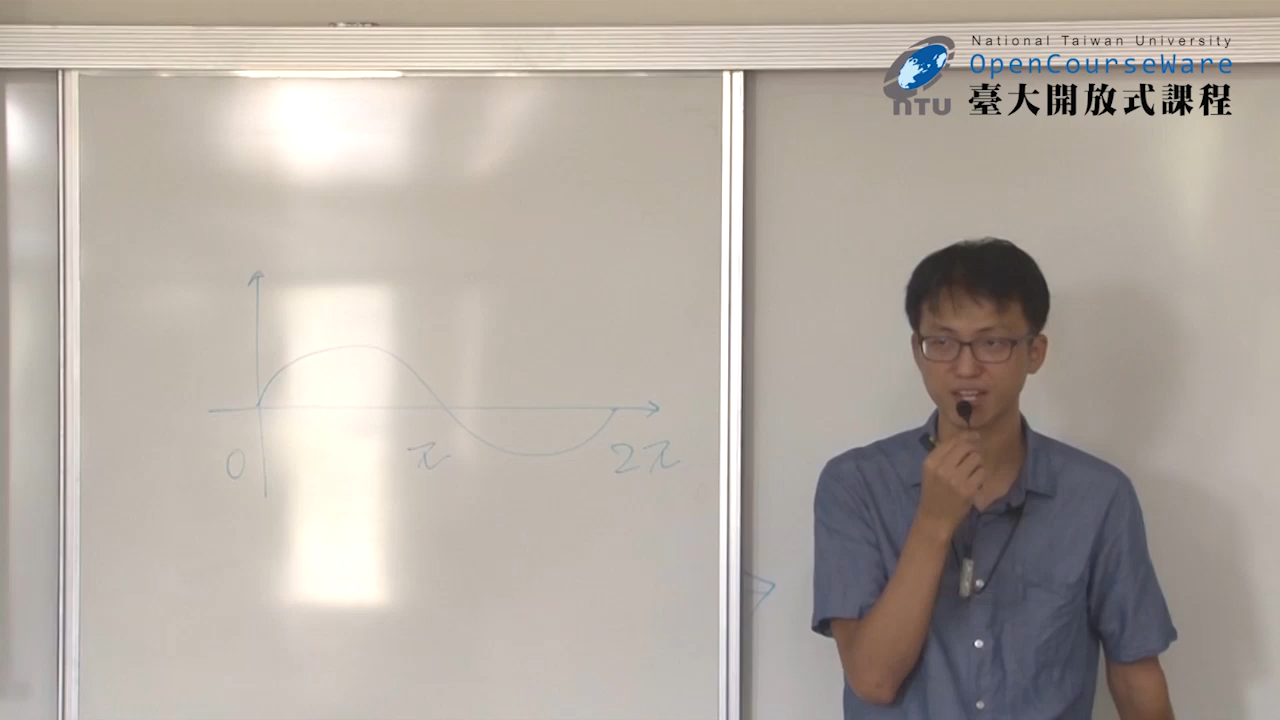 National Taiwan University
OpenCourseWare
NTU
臺大開放式課程
0 π 2π